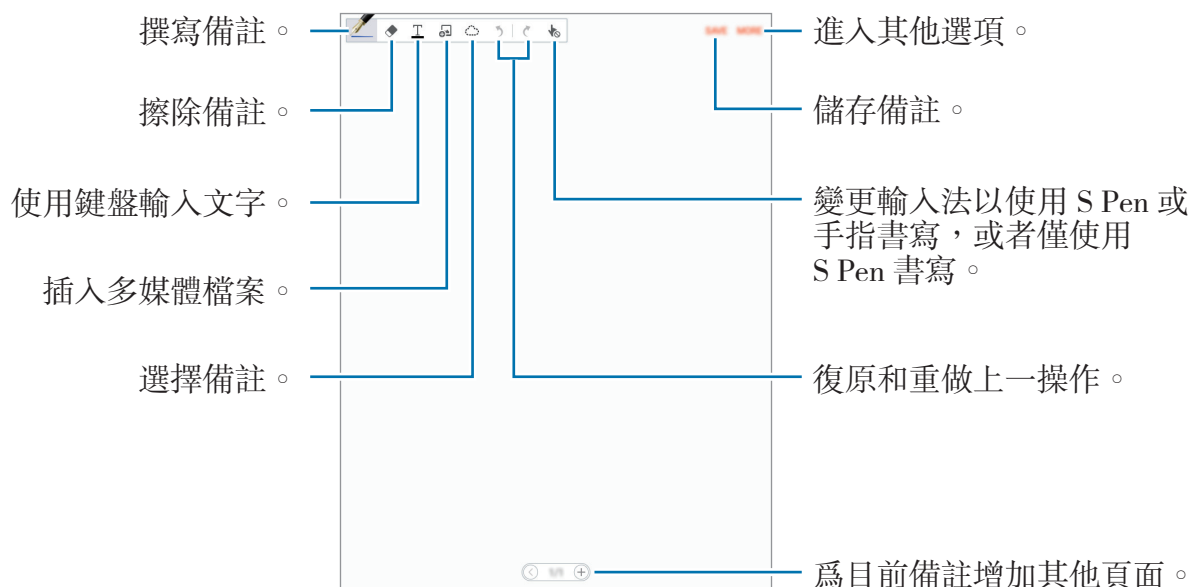 撰寫備註。
擦除備註。
使用鍵盤輸入文字。
插入多媒體檔案。
選擇備註。
SAVE MORE
進入其他選項。
儲存備註。
變更輸入法以使用 S Pen 或
手指書寫，或者僅使用
S Pen 書寫。
復原和重做上一操作。
1/1
爲目前備註增加其他頁面。